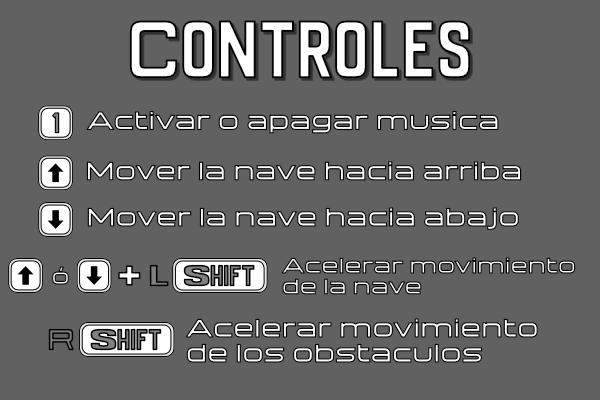 CONTROLES
1 Activar o apagar musica
↑ Mover la nave hacia arriba
↓ Mover la nave hacia abajo
↑ ó ↓ + L SHIFT Acelerar movimiento
de la nave
R SHIFT Acelerar movimiento
de los obstaculos